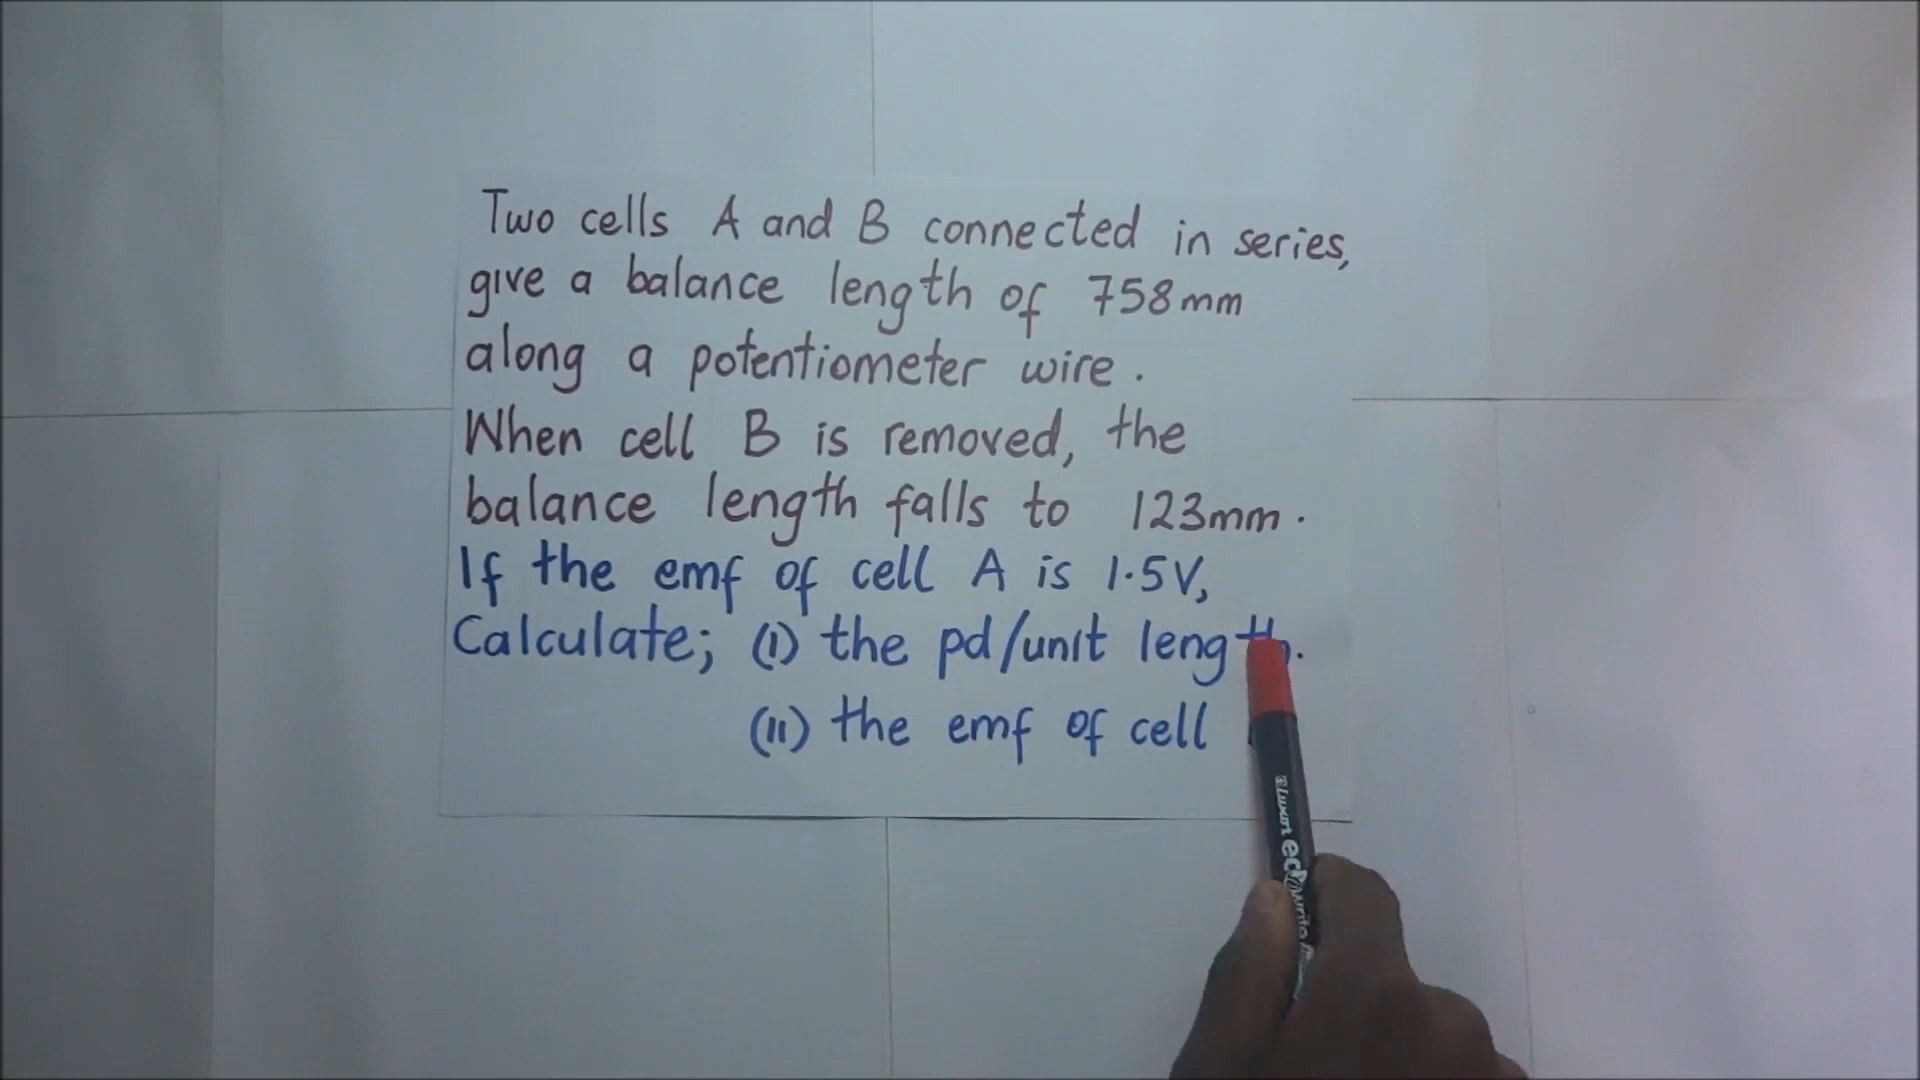 Two cells A and B connected in series,
give a balance length of 758mm
along a potentiometer wire.
When cell B is removed, the
balance length falls to 123mm.
If the emf of cell A is 1.5V,
Calculate; (I) the pd/unit length.
(II) the emf of cell
Luxor